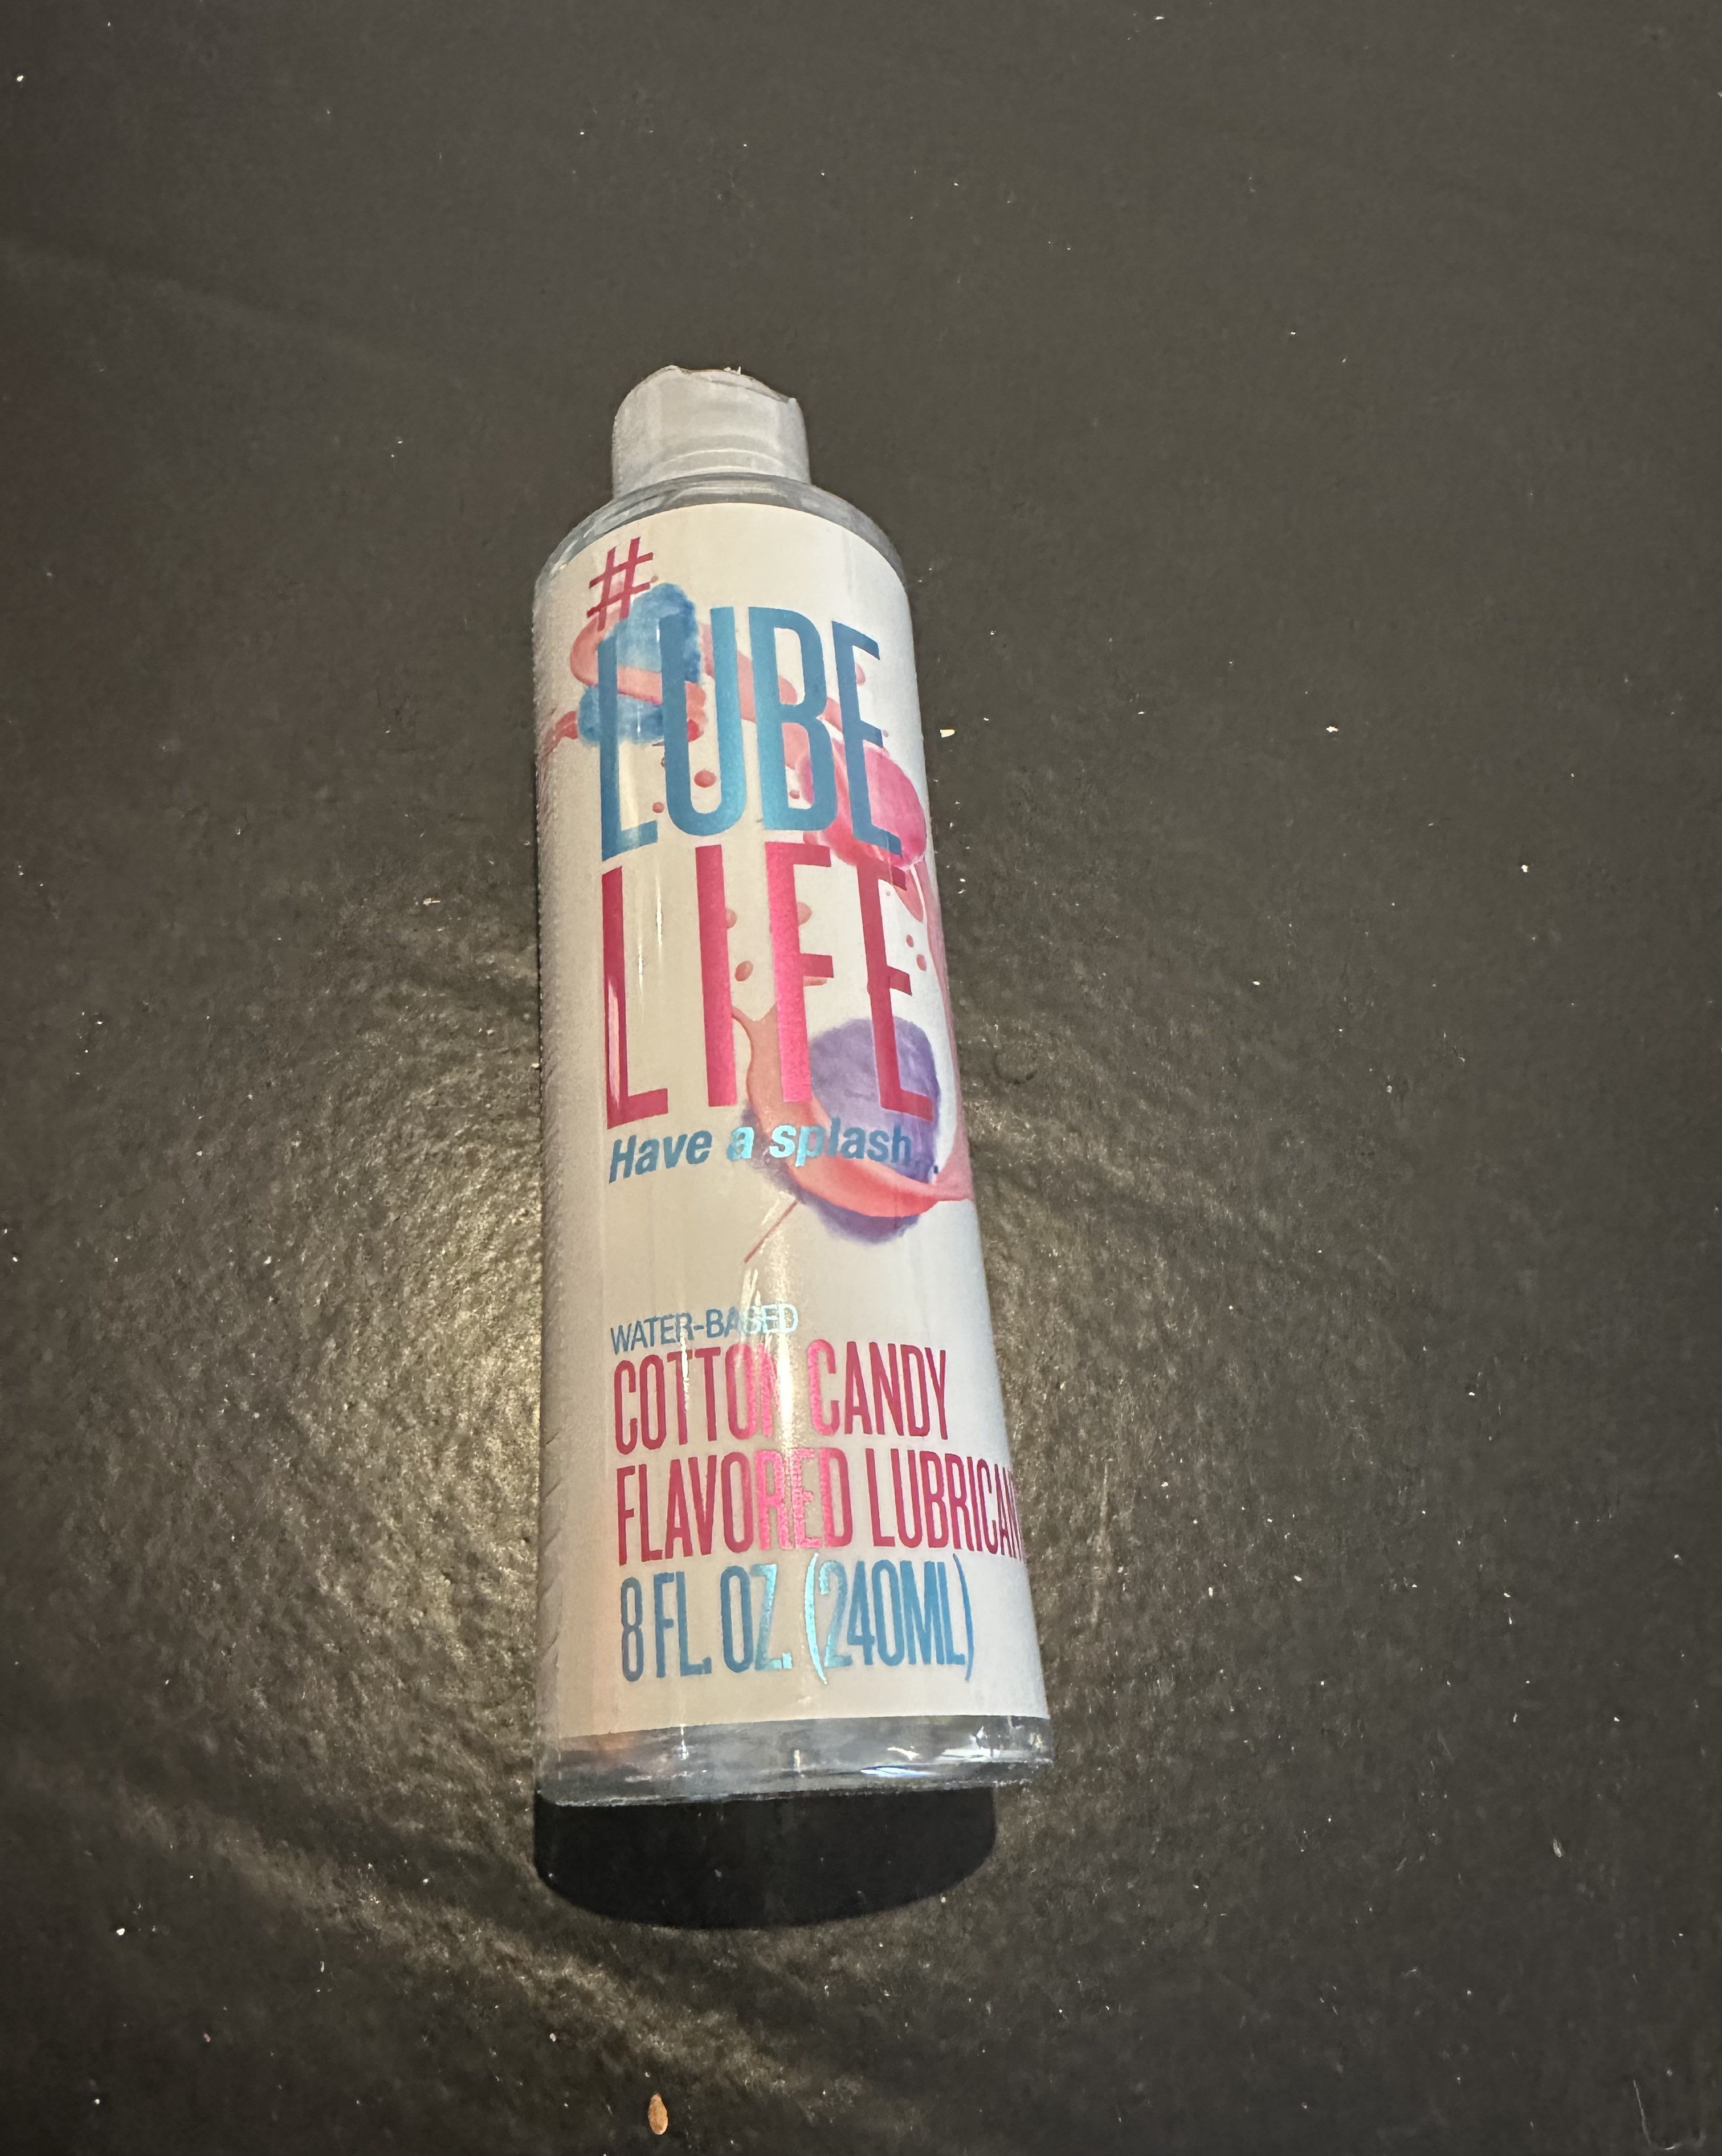 #
LUBE
LIFE
Have a splash...
WATER-BASED
COTTON CANDY
FLAVORED LUBRICANT
8 FL. OZ. (240ML)